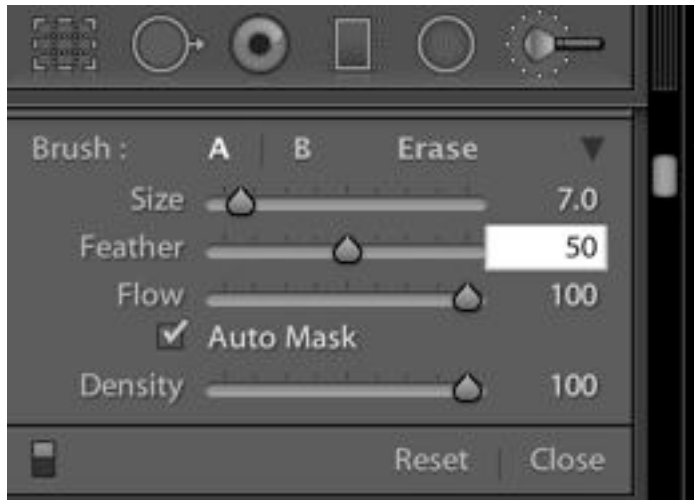 Brush : A B Erase
Size 7.0
Feather 50
Flow 100
Auto Mask
Density 100
Reset Close